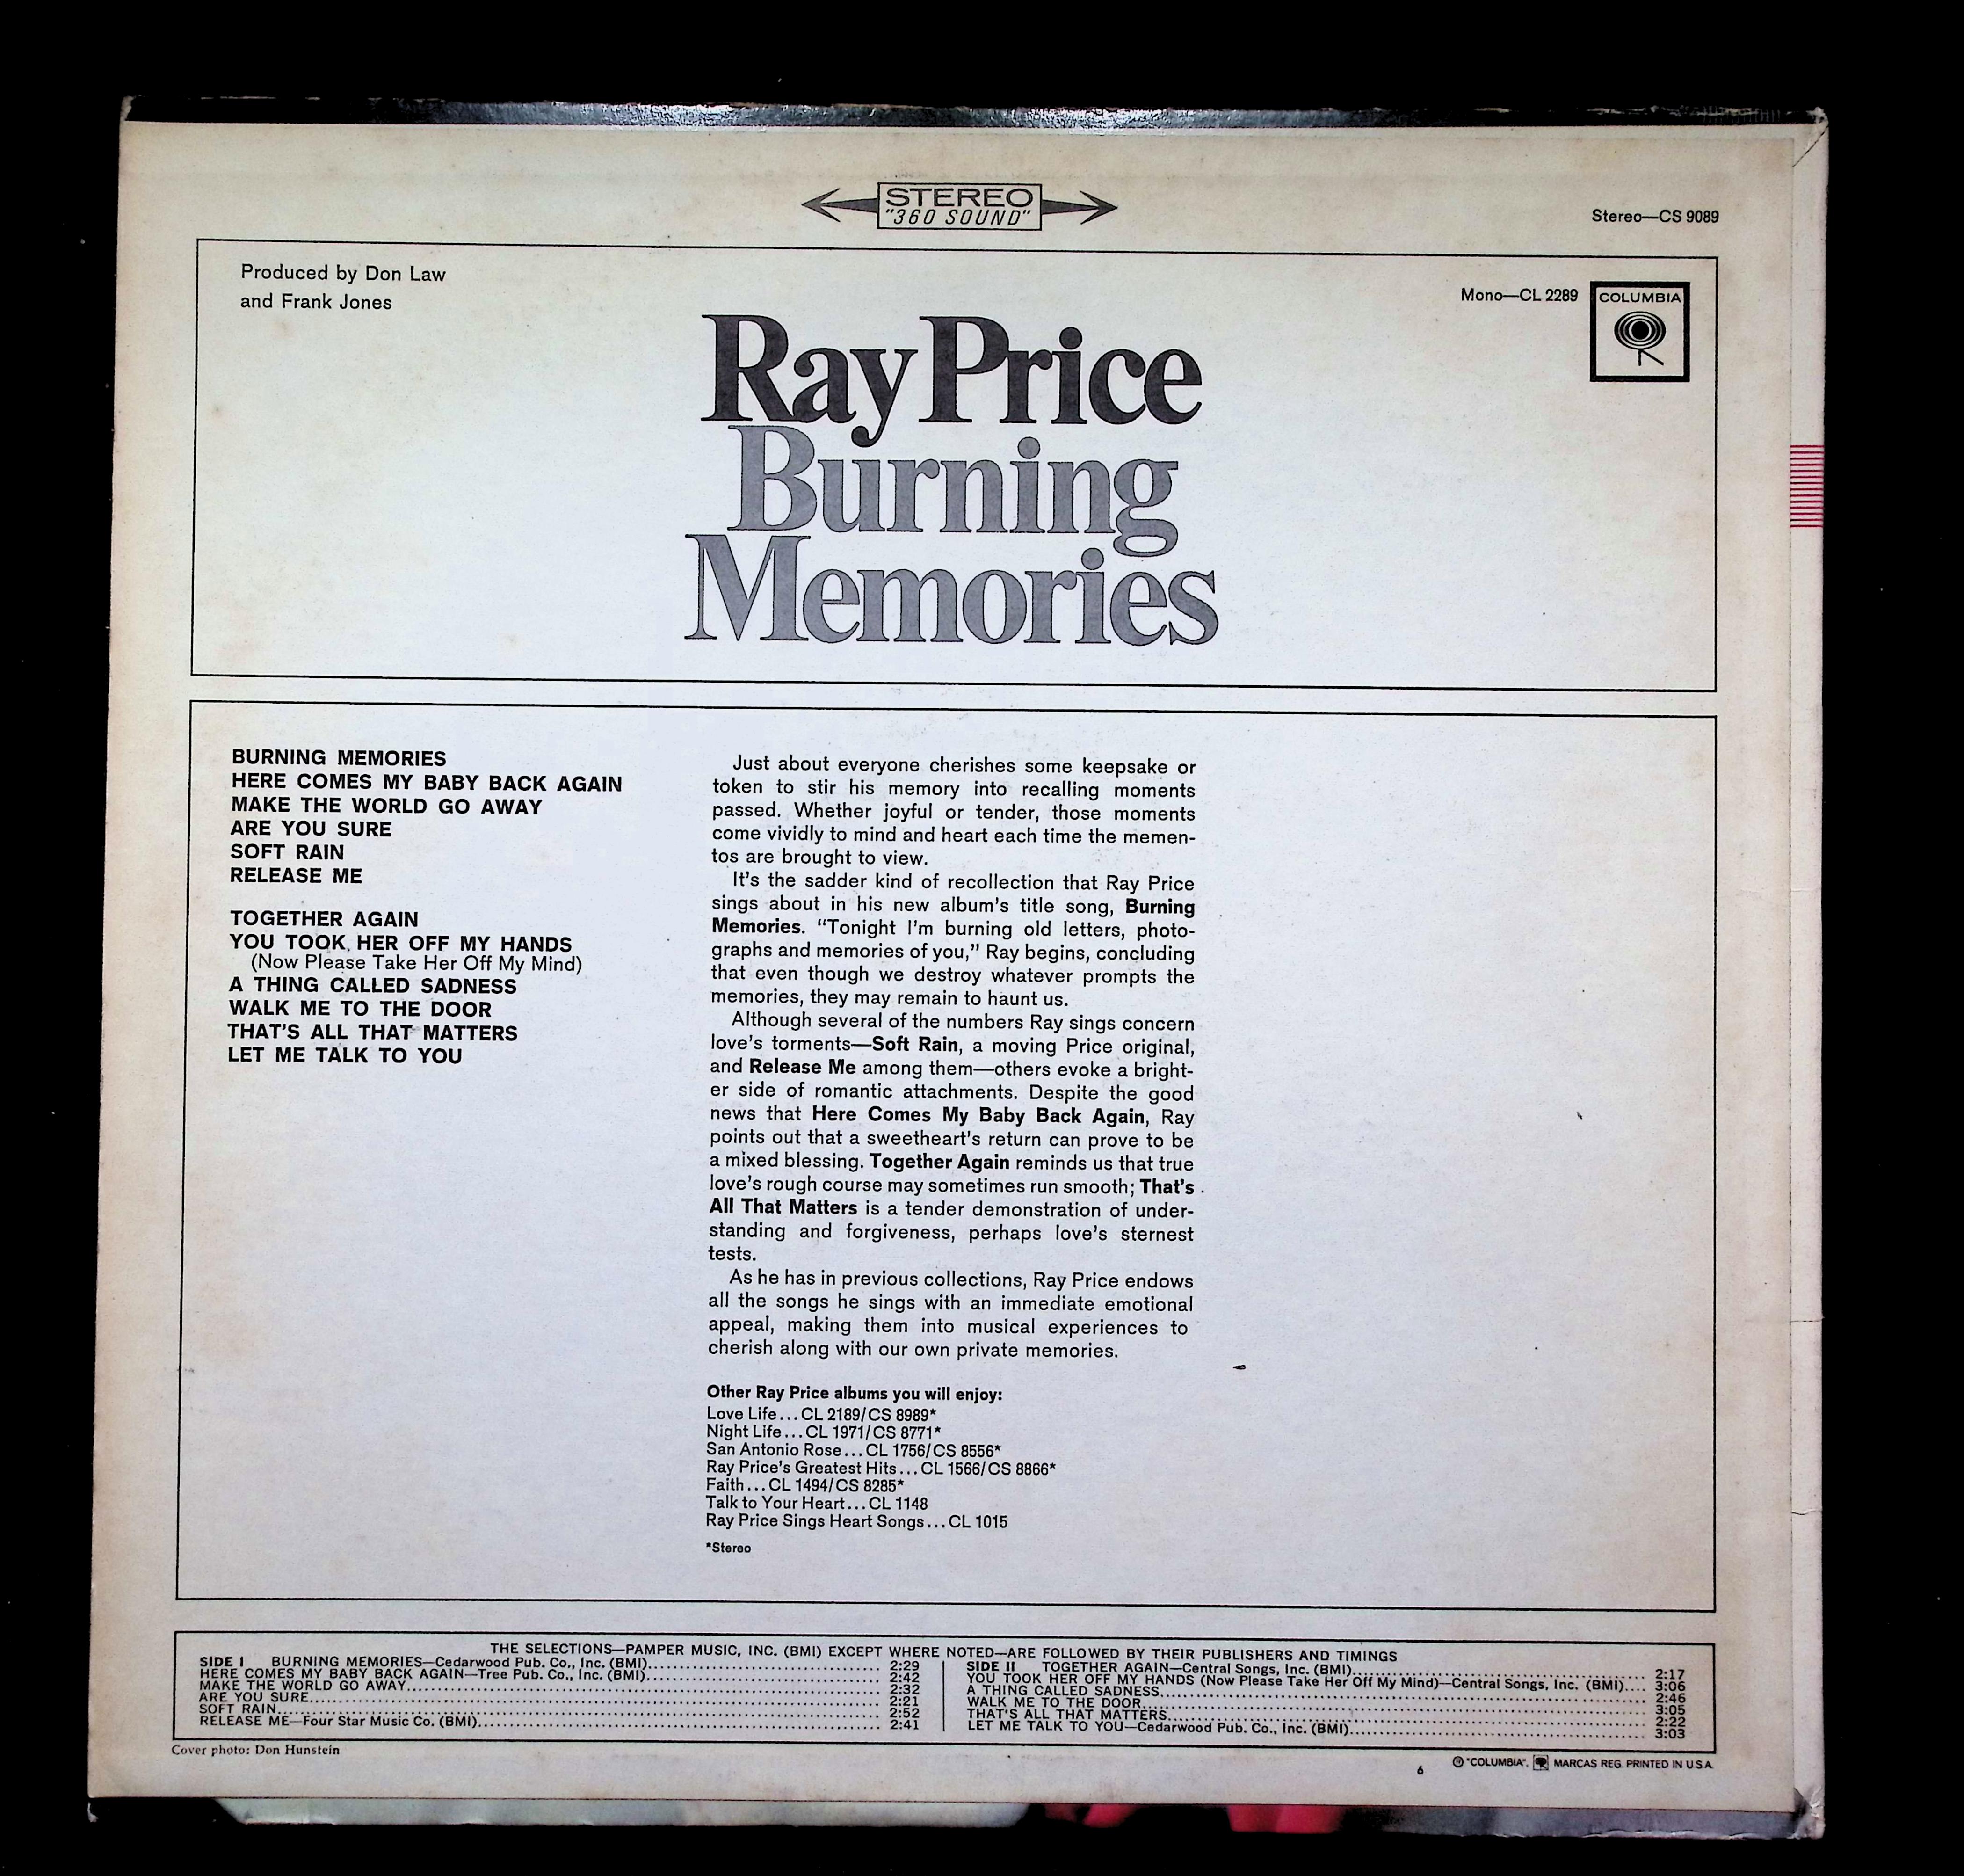 STEREO
"360 SOUND"
Stereo—CS 9089
Produced by Don Law
and Frank Jones
Mono—CL 2289
COLUMBIA
Ray Price
Burning
Memories
BURNING MEMORIES
HERE COMES MY BABY BACK AGAIN
MAKE THE WORLD GO AWAY
ARE YOU SURE
SOFT RAIN
RELEASE ME
TOGETHER AGAIN
YOU TOOK HER OFF MY HANDS
(Now Please Take Her Off My Mind)
A THING CALLED SADNESS
WALK ME TO THE DOOR
THAT'S ALL THAT MATTERS
LET ME TALK TO YOU
Just about everyone cherishes some keepsake or
token to stir his memory into recalling moments
passed. Whether joyful or tender, those moments
come vividly to mind and heart each time the memen-
tos are brought to view.
It's the sadder kind of recollection that Ray Price
sings about in his new album's title song, Burning
Memories. "Tonight I'm burning old letters, photo-
graphs and memories of you," Ray begins, concluding
that even though we destroy whatever prompts the
memories, they may remain to haunt us.
Although several of the numbers Ray sings concern
love's torments—Soft Rain, a moving Price original,
and Release Me among them—others evoke a bright-
er side of romantic attachments. Despite the good
news that Here Comes My Baby Back Again, Ray
points out that a sweetheart's return can prove to be
a mixed blessing. Together Again reminds us that true
love's rough course may sometimes run smooth; That's
All That Matters is a tender demonstration of under-
standing and forgiveness, perhaps love's sternest
tests.
As he has in previous collections, Ray Price endows
all the songs he sings with an immediate emotional
appeal, making them into musical experiences to
cherish along with our own private memories.
Other Ray Price albums you will enjoy:
Love Life...CL 2189/CS 8989*
Night Life...CL 1971/CS 8771*
San Antonio Rose...CL 1756/CS 8556*
Ray Price's Greatest Hits...CL 1566/CS 8866*
Faith...CL 1494/CS 8285*
Talk to Your Heart...CL 1148
Ray Price Sings Heart Songs...CL 1015
*Stereo
THE SELECTIONS—PAMPER MUSIC, INC. (BMI) EXCEPT WHERE NOTED—ARE FOLLOWED BY THEIR PUBLISHERS AND TIMINGS
SIDE I BURNING MEMORIES—Cedarwood Pub. Co., Inc. (BMI)... 2:29
HERE COMES MY BABY BACK AGAIN—Tree Pub. Co., Inc. (BMI)... 2:42
MAKE THE WORLD GO AWAY... 2:32
ARE YOU SURE... 2:21
SOFT RAIN... 2:52
RELEASE ME—Four Star Music Co. (BMI)... 2:41
SIDE II TOGETHER AGAIN—Central Songs, Inc. (BMI)... 2:17
YOU TOOK HER OFF MY HANDS (Now Please Take Her Off My Mind)—Central Songs, Inc. (BMI).... 3:06
A THING CALLED SADNESS... 2:46
WALK ME TO THE DOOR... 3:05
THAT'S ALL THAT MATTERS... 2:22
LET ME TALK TO YOU—Cedarwood Pub. Co., Inc. (BMI)... 3:03
Cover photo: Don Hunstein
6
℗ "COLUMBIA", MARCAS REG. PRINTED IN U.S.A.